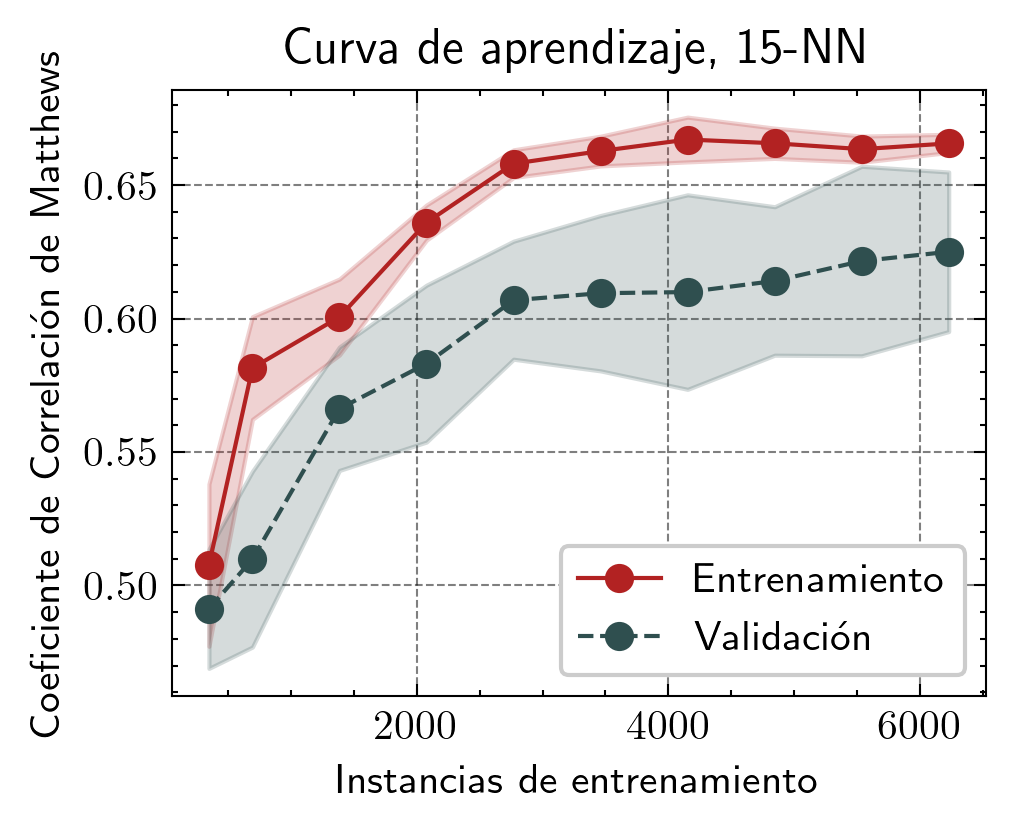 Curva de aprendizaje, 15-NN
Coeficiente de Correlación de Matthews
0.65
0.60
0.55
0.50
Entrenamiento
Validación
2000
4000
6000
Instancias de entrenamiento